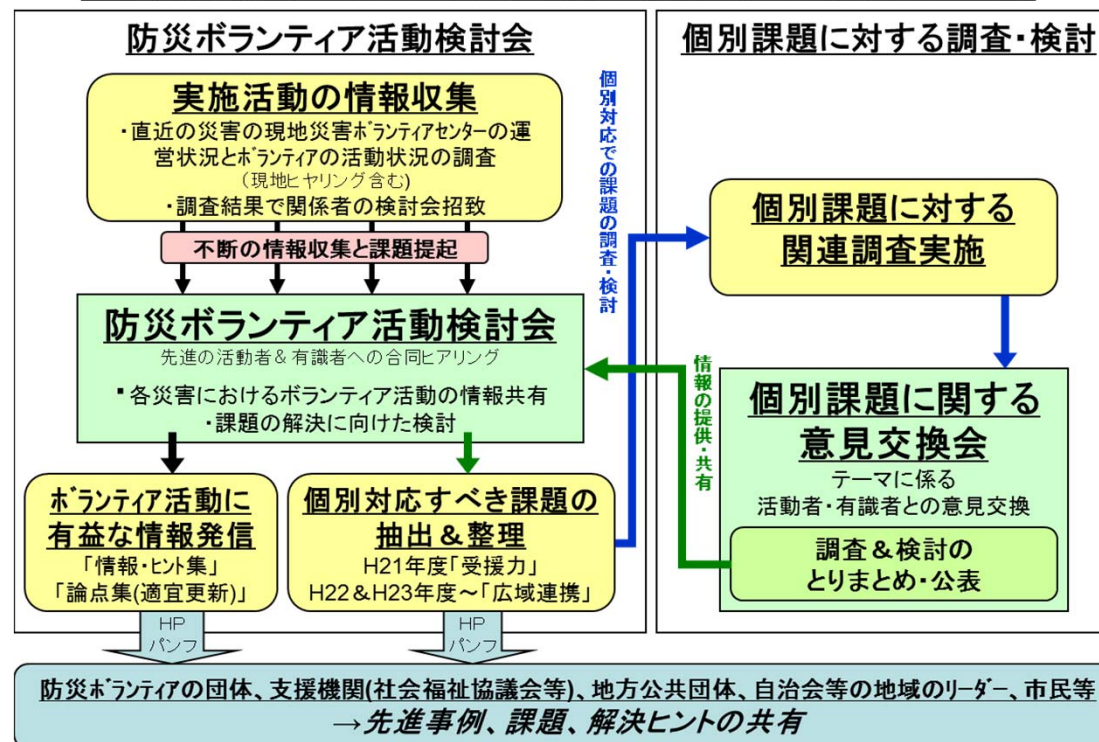 防災ボランティア活動検討会
実施活動の情報収集
・直近の災害の現地災害ボランティアセンターの運
営状況とボランティアの活動状況の調査
(現地ヒヤリング含む)
・調査結果で関係者の検討会招致
不断の情報収集と課題提起
防災ボランティア活動検討会
先進の活動者&有識者への合同ヒアリング
▪各災害におけるボランティア活動の情報共有
・課題の解決に向けた検討
ボランティア活動に
有益な情報発信
「情報・ヒント集」
「論点集(適宜更新)」
個別対応すべき課題の
抽出&整理
H21年度「受援力」
H22&H23年度~「広域連携」
個別対応での課題の調査・検討
情報の提供・共有
個別課題に対する調査・検討
個別課題に対する
関連調査実施
個別課題に関する
意見交換会
テーマに係る
活動者・有識者との意見交換
調査&検討の
とりまとめ・公表
HP
パンフ
HP
パンフ
防災ボランティアの団体、支援機関(社会福祉協議会等)、地方公共団体、自治会等の地域のリーダー、市民等
→先進事例、課題、解決ヒントの共有